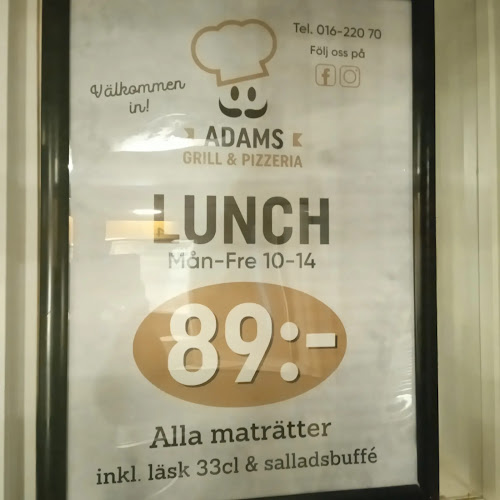 Tel. 016-220 70
Följ oss på
Välkommen
in!
ADAMS
GRILL & PIZZERIA
LUNCH
Mån-Fre 10-14
89:-
Alla maträtter
inkl. läsk 33cl & salladsbuffé